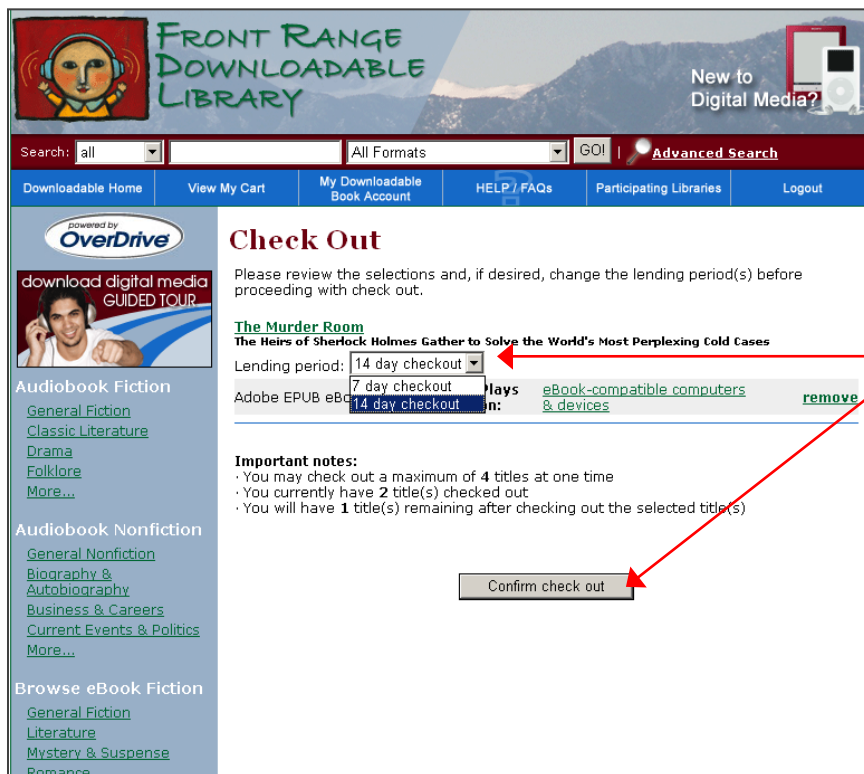 FRONT RANGE
DOWNLOADABLE
LIBRARY
New to
Digital Media?
Search: all All Formats GO! | Advanced Search
Downloadable Home View My Cart My Downloadable Book Account HELP / FAQs Participating Libraries Logout
powered by
OverDrive
download digital media
GUIDED TOUR
Audiobook Fiction
General Fiction
Classic Literature
Drama
Folklore
More...
Audiobook Nonfiction
General Nonfiction
Biography &
Autobiography
Business & Careers
Current Events & Politics
More...
Browse eBook Fiction
General Fiction
Literature
Mystery & Suspense
Romance
Check Out
Please review the selections and, if desired, change the lending period(s) before
proceeding with check out.
The Murder Room
The Heirs of Sherlock Holmes Gather to Solve the World's Most Perplexing Cold Cases
Lending period: 14 day checkout
7 day checkout
14 day checkout
Adobe EPUB eBook-compatible computers
& devices
remove
Important notes:
· You may check out a maximum of 4 titles at one time
· You currently have 2 title(s) checked out
· You will have 1 title(s) remaining after checking out the selected title(s)
Confirm check out